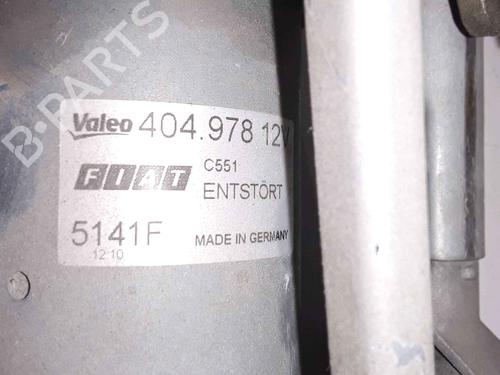 B-PARTS
Valeo 404.978 12V
FIAT C551
ENTSTÖRT
5141F MADE IN GERMANY
12 10